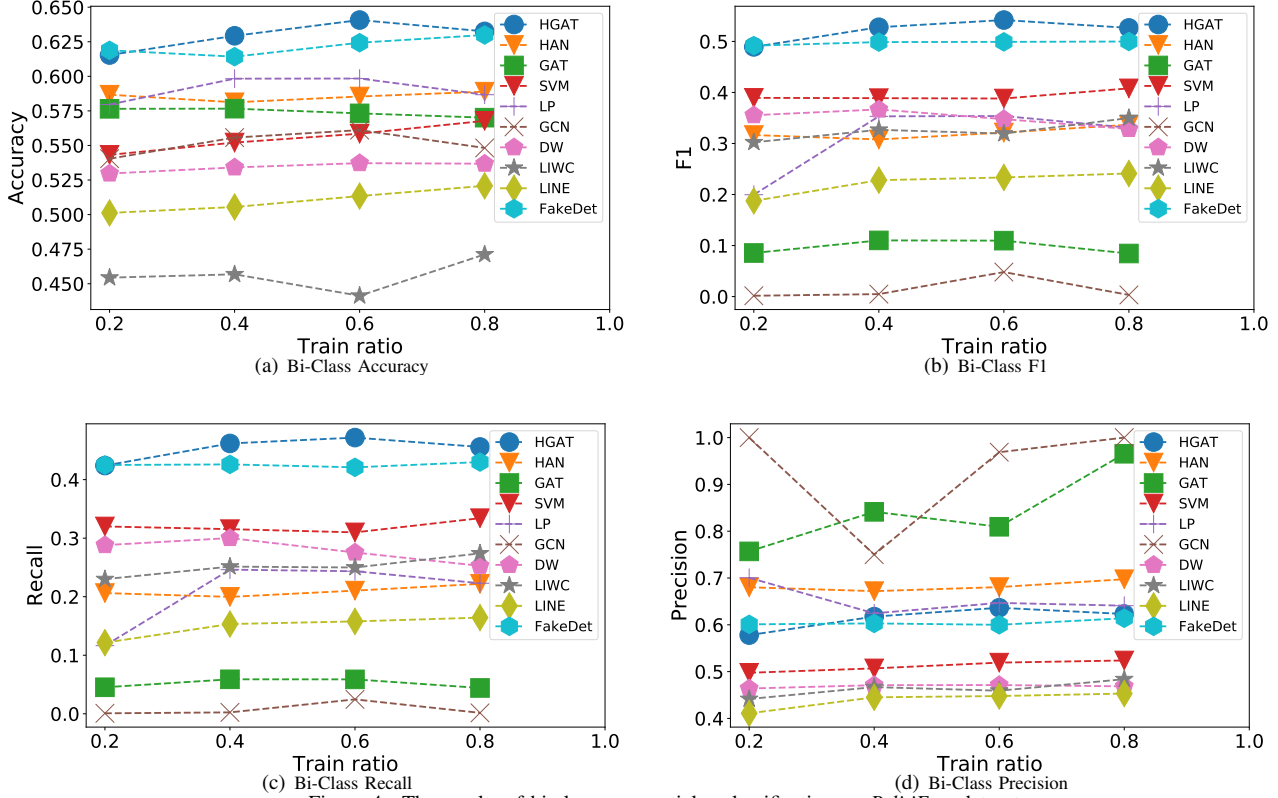 Accuracy
0.625
0.600
0.575
0.550
0.525
0.500
0.475
0.450
0.2 0.4 0.6 0.8 1.0
Train ratio
HGAT
HAN
GAT
SVM
LP
GCN
DW
LIWC
LINE
FakeDet
(a) Bi-Class Accuracy
F1
0.5
0.4
0.3
0.2
0.1
0.0
0.2 0.4 0.6 0.8 1.0
Train ratio
HGAT
HAN
GAT
SVM
LP
GCN
DW
LIWC
LINE
FakeDet
(b) Bi-Class F1
Recall
0.4
0.3
0.2
0.1
0.0
0.2 0.4 0.6 0.8 1.0
Train ratio
HGAT
HAN
GAT
SVM
LP
GCN
DW
LIWC
LINE
FakeDet
(c) Bi-Class Recall
Precision
1.0
0.9
0.8
0.7
0.6
0.5
0.4
0.2 0.4 0.6 0.8 1.0
Train ratio
HGAT
HAN
GAT
SVM
LP
GCN
DW
LIWC
LINE
FakeDet
(d) Bi-Class Precision